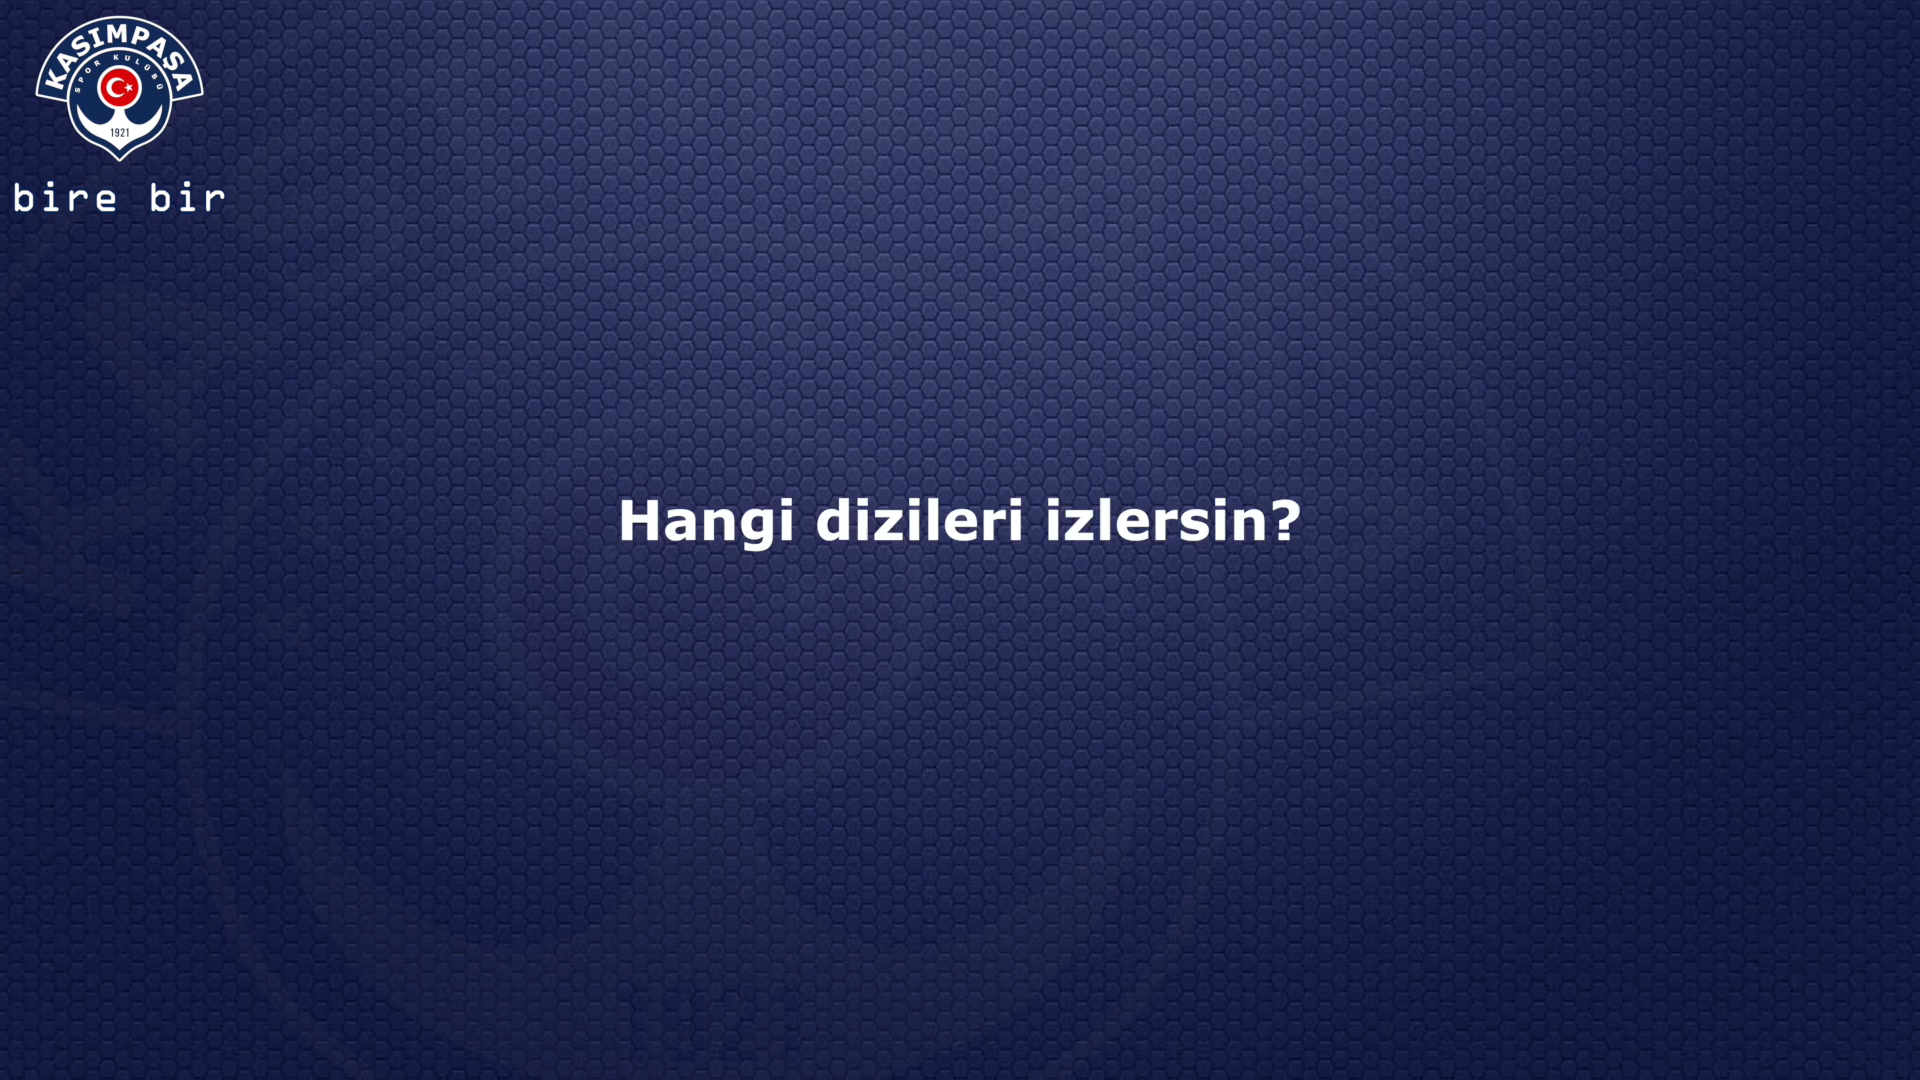 KASIMPAŞA
SPOR KULÜBÜ
1921
bire bir
Hangi dizileri izlersin?